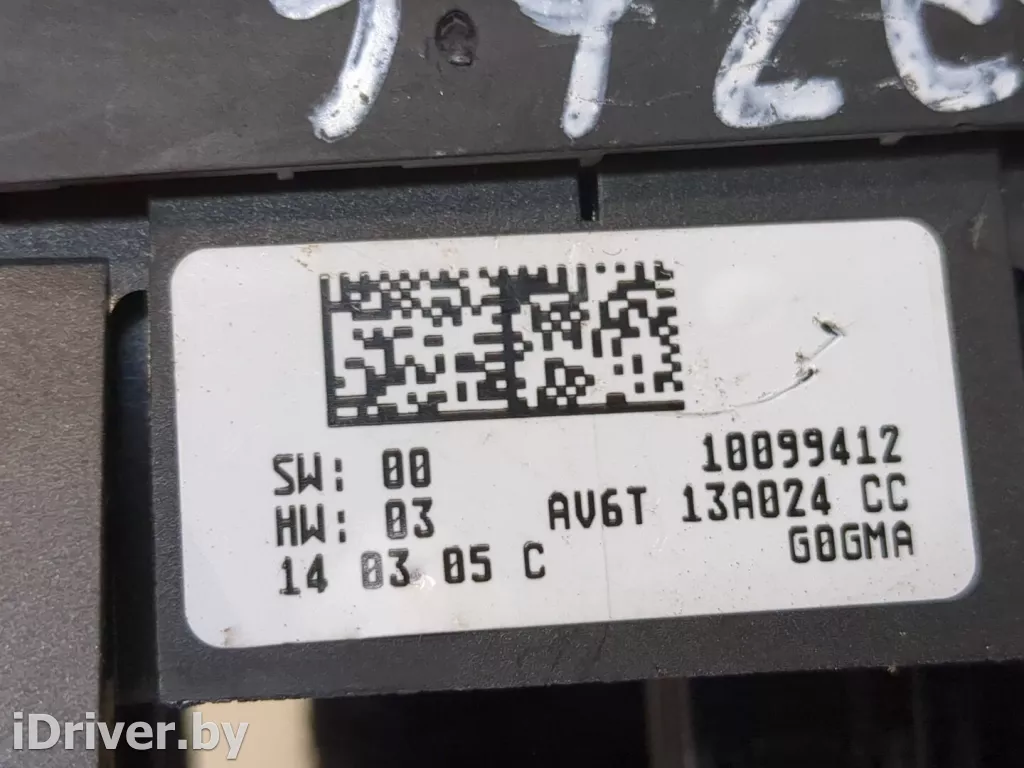 SW: 00 10099412
HW: 03 AV6T 13A024 CC
14 03 05 C G0GMA
iDriver.by